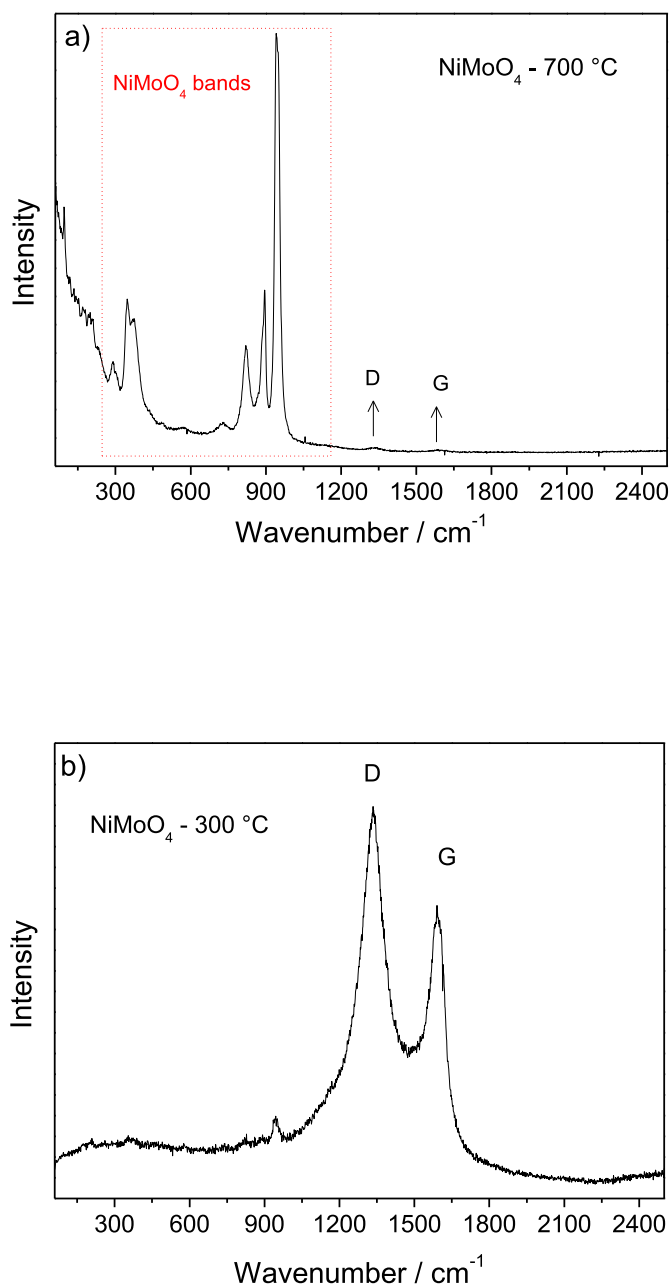 a)
NiMoO₄ - 700 °C
NiMoO₄ bands
Intensity
D
G
300 600 900 1200 1500 1800 2100 2400
Wavenumber / cm⁻¹
b)
D
NiMoO₄ - 300 °C
G
Intensity
300 600 900 1200 1500 1800 2100 2400
Wavenumber / cm⁻¹